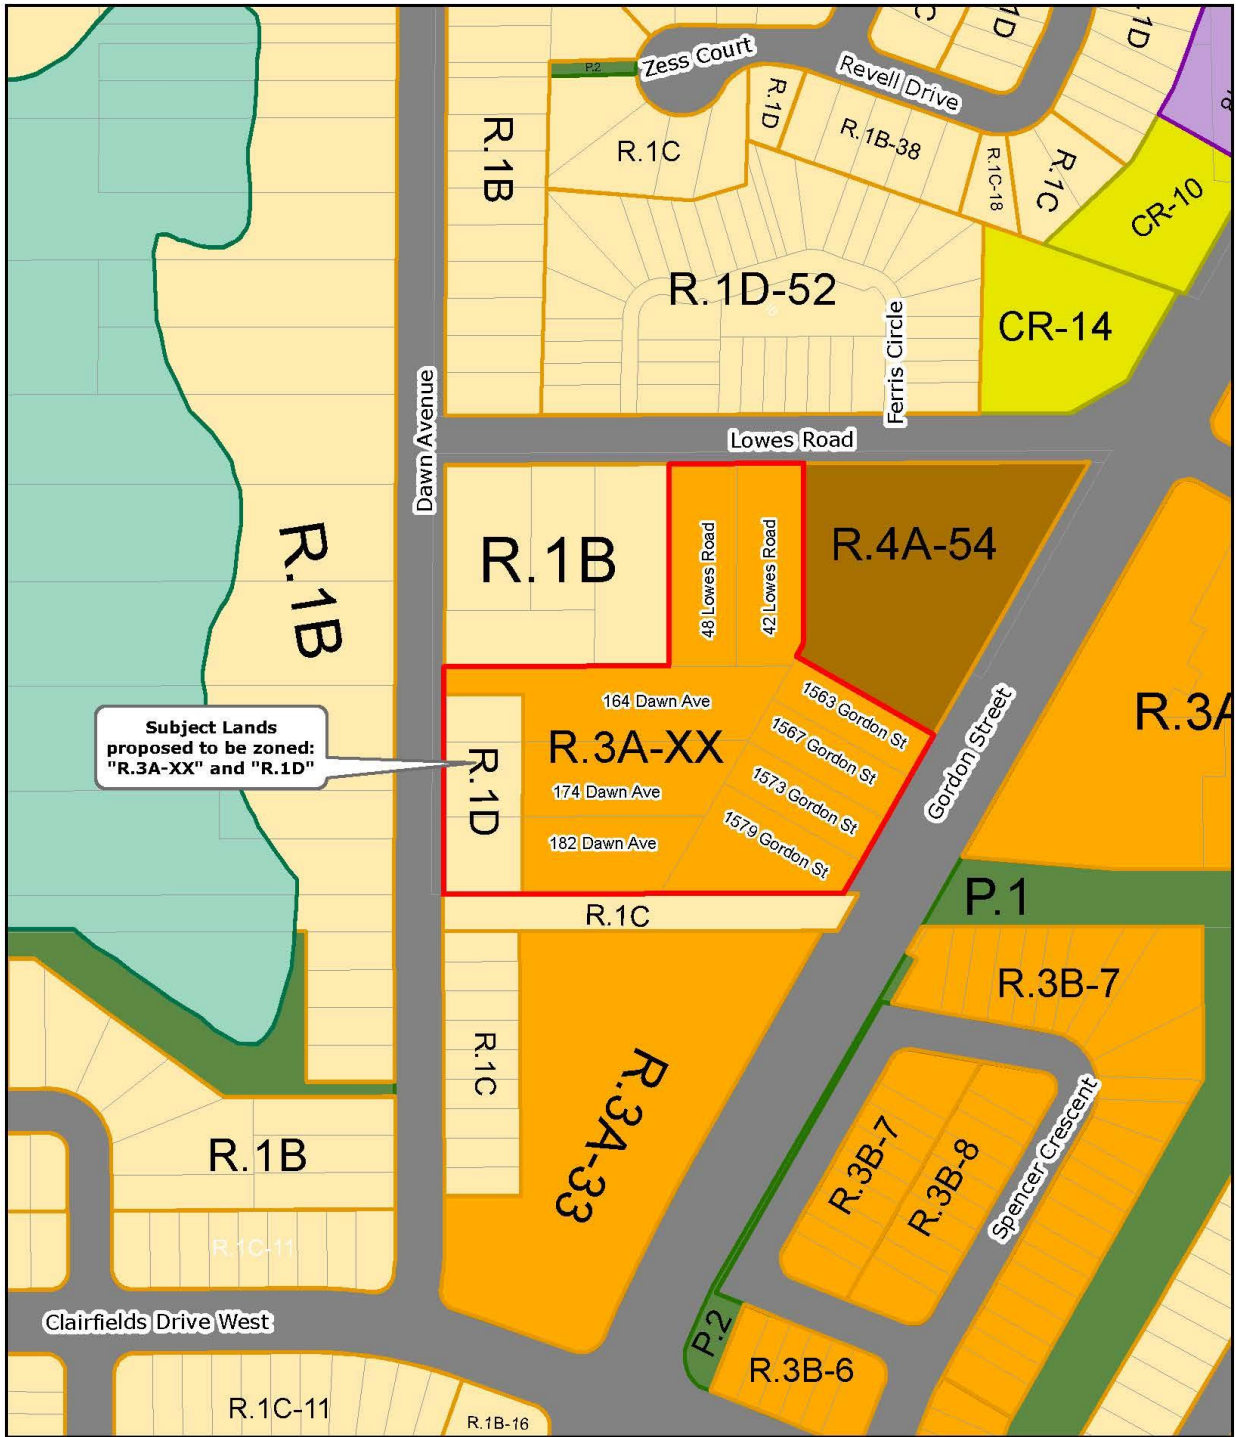 C
1D
-1D
Zess Court
P.2
Revell Drive
R.1D
R.1B-38
R.1C
R.1B
R.1C-18
R.1C
CR-10
R.1D-52
CR-14
Ferris Circle
Dawn Avenue
Lowes Road
R.1B
R.1B
48 Lowes Road
42 Lowes Road
R.4A-54
Subject Lands
proposed to be zoned:
"R.3A-XX" and "R.1D"
164 Dawn Ave
R.3A-XX
R.1D
174 Dawn Ave
182 Dawn Ave
1563 Gordon St
1567 Gordon St
1573 Gordon St
1579 Gordon St
Gordon Street
R.3A
R.1C
P.1
R.3B-7
R.1C
R.3A-33
R.1B
R.1C-11
R.3B-7
R.3B-8
Spencer Crescent
Clairfields Drive West
P.2
R.3B-6
R.1C-11
R.1B-16